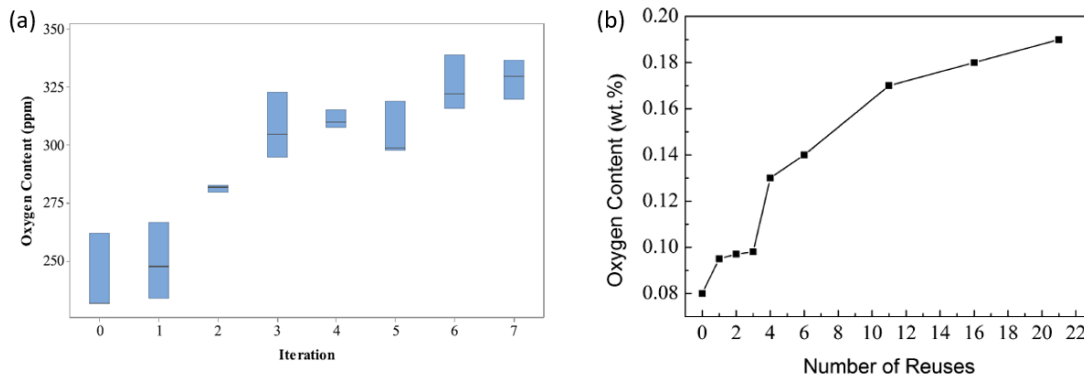 (a)
Oxygen Content (ppm)
350
325
300
275
250
0 1 2 3 4 5 6 7
Iteration
(b)
Oxygen Content (wt.%)
0.20
0.18
0.16
0.14
0.12
0.10
0.08
0 2 4 6 8 10 12 14 16 18 20 22
Number of Reuses